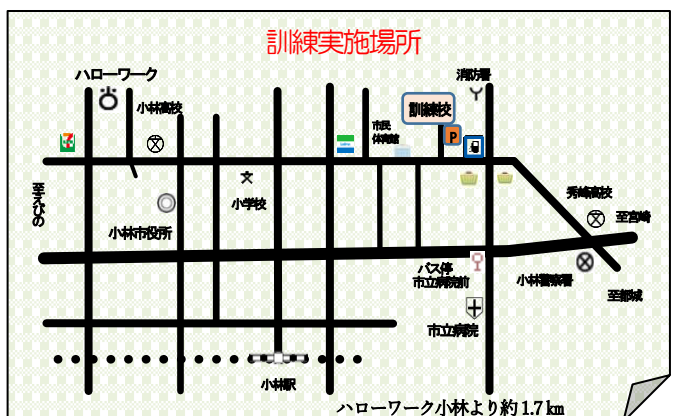 訓練実施場所
ハローワーク
消防署
小林高校
訓練校
P
市民
体育館
7
至えびの
小学校
秀峰高校
至宮崎
小林市役所
バス停
市立病院前
小林警察署
至都城
市立病院
小林駅
ハローワーク小林より約1.7km